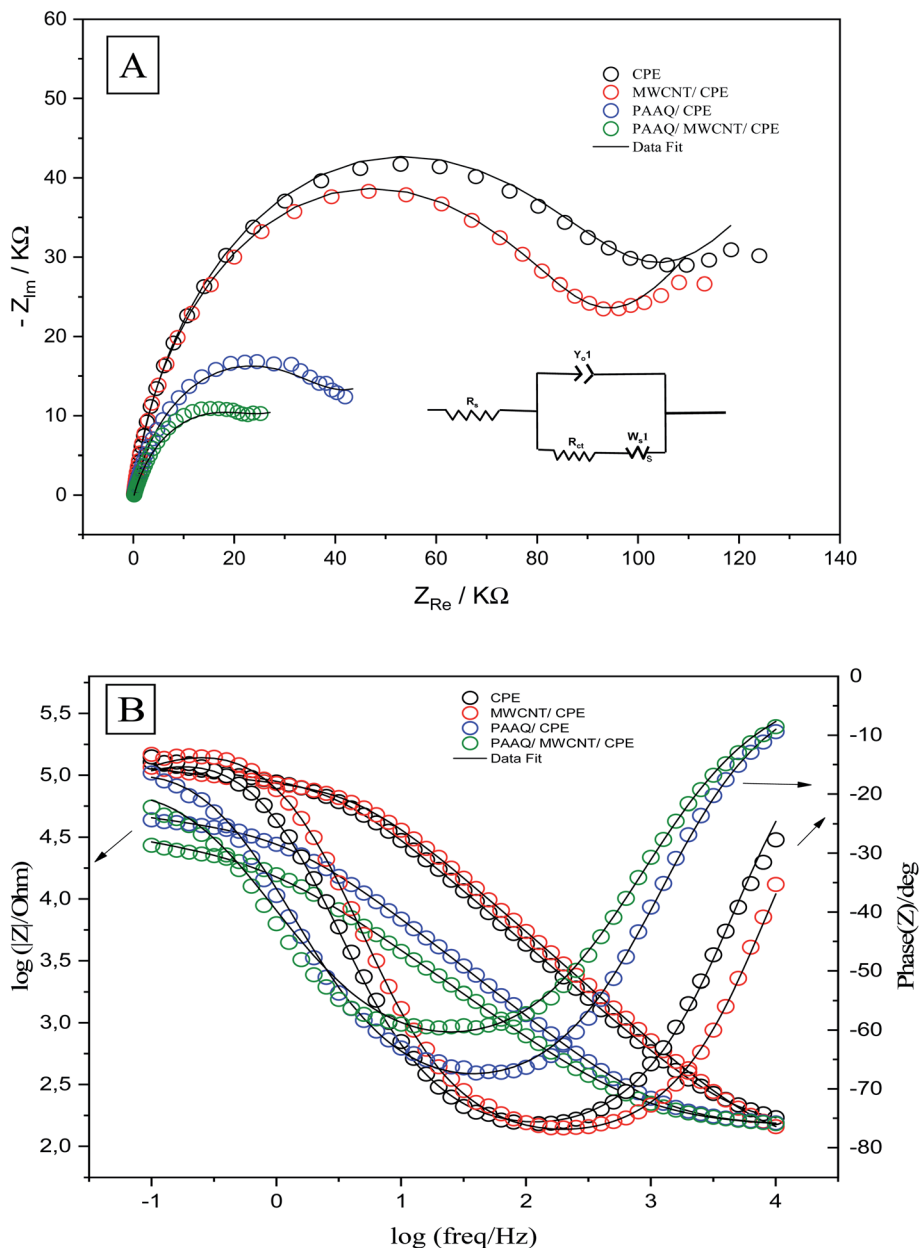 A
60
50
40
30
20
10
0
- Z_Im / KΩ
CPE
MWCNT/ CPE
PAAQ/ CPE
PAAQ/ MWCNT/ CPE
Data Fit
Y_o1
R_s
R_ct
W_s1
S
0 20 40 60 80 100 120 140
Z_Re / KΩ
B
5,5
5,0
4,5
4,0
3,5
3,0
2,5
2,0
log (|Z|/Ohm)
CPE
MWCNT/ CPE
PAAQ/ CPE
PAAQ/ MWCNT/ CPE
Data Fit
0
-10
-20
-30
-40
-50
-60
-70
-80
Phase(Z)/deg
-1 0 1 2 3 4
log (freq/Hz)